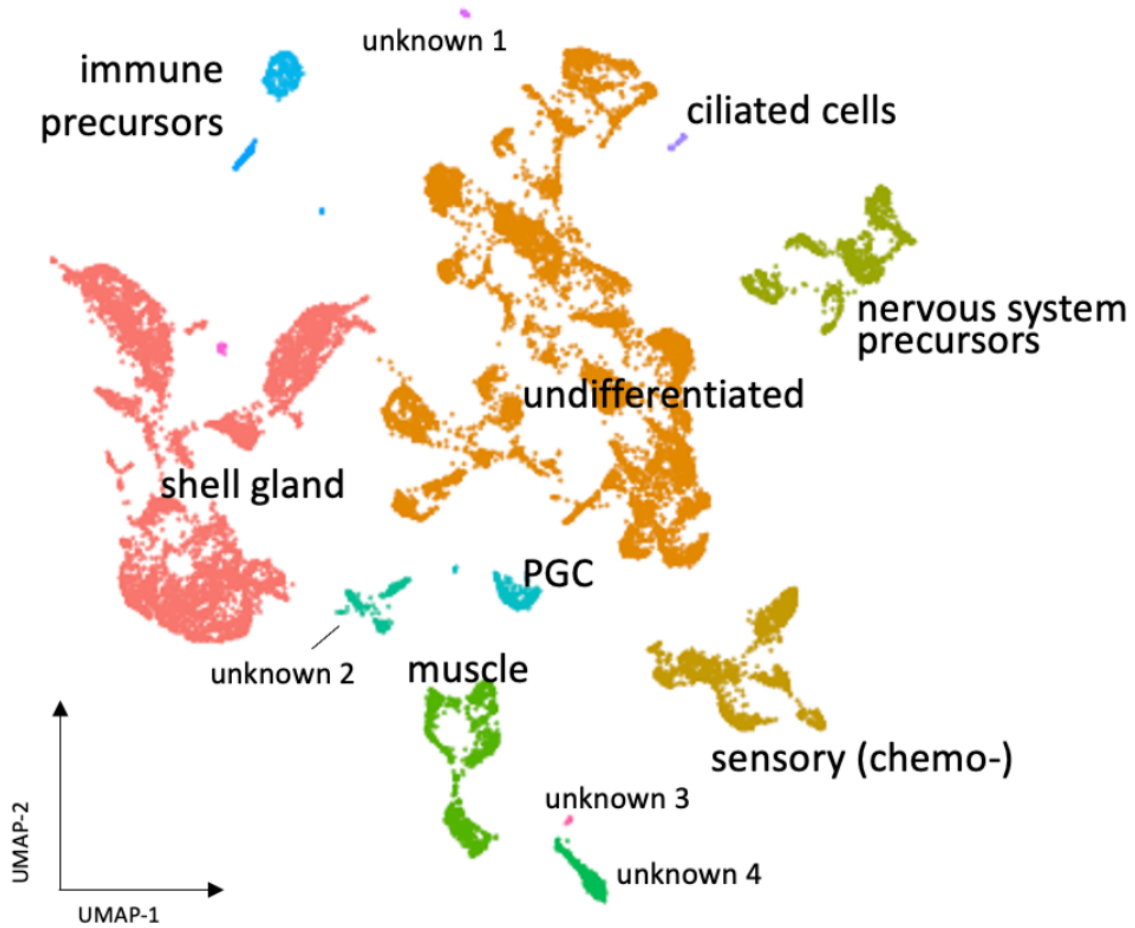 unknown 1
immune
precursors
ciliated cells
nervous system
precursors
undifferentiated
shell gland
PGC
unknown 2
muscle
sensory (chemo-)
unknown 3
unknown 4
UMAP-2
UMAP-1